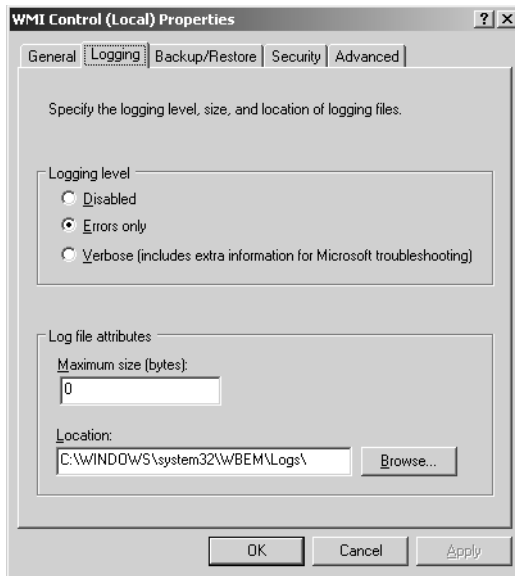 WMI Control (Local) Properties
General Logging Backup/Restore Security Advanced
Specify the logging level, size, and location of logging files.
Logging level
Disabled
Errors only
Verbose (includes extra information for Microsoft troubleshooting)
Log file attributes
Maximum size (bytes):
0
Location:
C:\WINDOWS\system32\WBEM\Logs\ Browse...
OK Cancel Apply